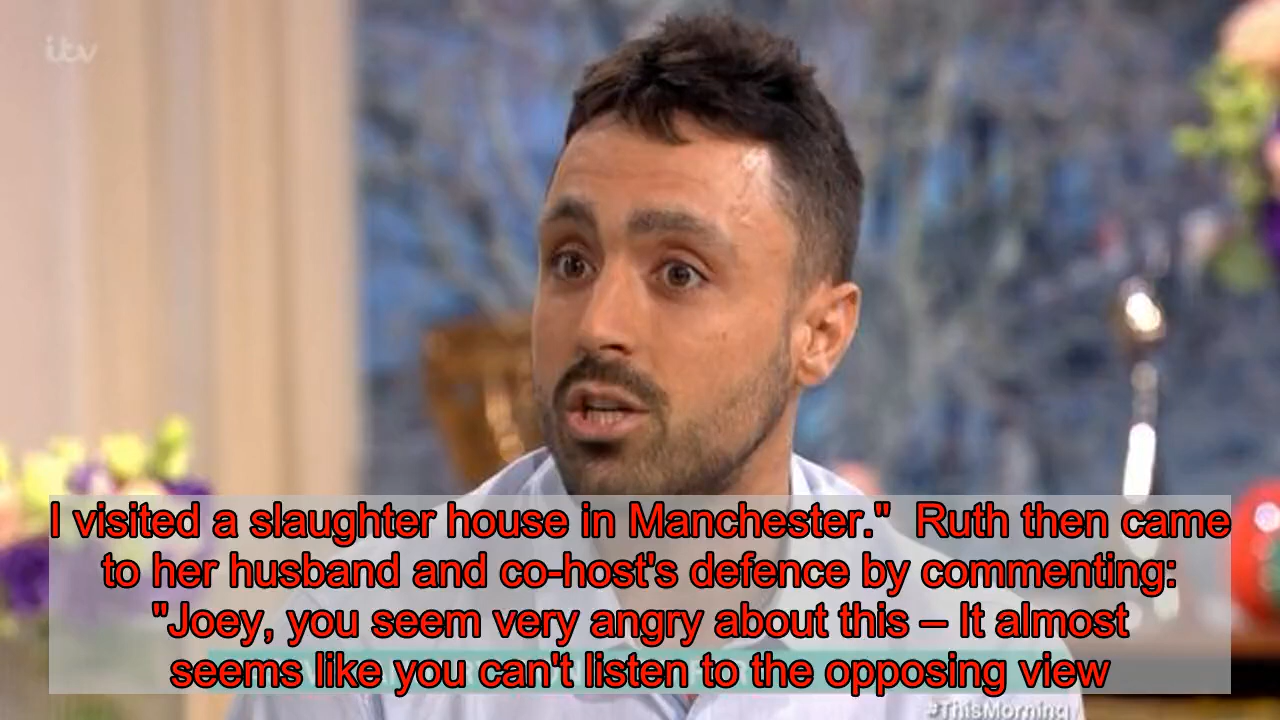 itv
I visited a slaughter house in Manchester."  Ruth then came
to her husband and co-host's defence by commenting:
"Joey, you seem very angry about this – It almost
seems like you can't listen to the opposing view
#ThisMorning